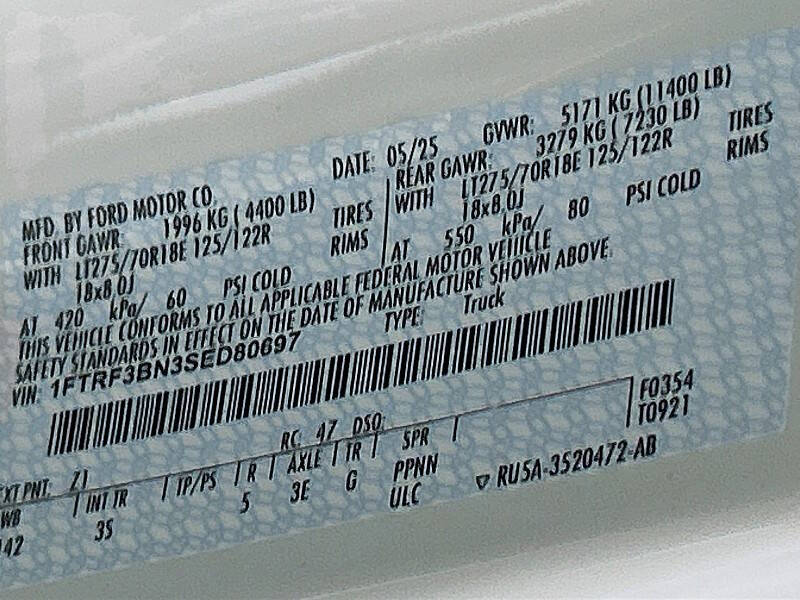 MFD. BY FORD MOTOR CO.
DATE: 05/25 GVWR: 5171 KG (11400 LB)
FRONT GAWR: 1996 KG ( 4400 LB)
WITH LT275/70R18E 125/122R TIRES
18x8.0J RIMS
AT 420 kPa/ 60 PSI COLD
REAR GAWR: 3279 KG ( 7230 LB)
WITH LT275/70R18E 125/122R TIRES
18x8.0J RIMS
AT 550 kPa/ 80 PSI COLD
THIS VEHICLE CONFORMS TO ALL APPLICABLE FEDERAL MOTOR VEHICLE
SAFETY STANDARDS IN EFFECT ON THE DATE OF MANUFACTURE SHOWN ABOVE.
VIN: 1FTRF3BN3SED80697 TYPE: Truck
F0354
T0921
EXT PNT: Z1 RC: 47 DSO:
WB INT TR TP/PS R AXLE TR SPR
142 3S 5 3E G PPNN
ULC ▽ RU5A-3520472-AB